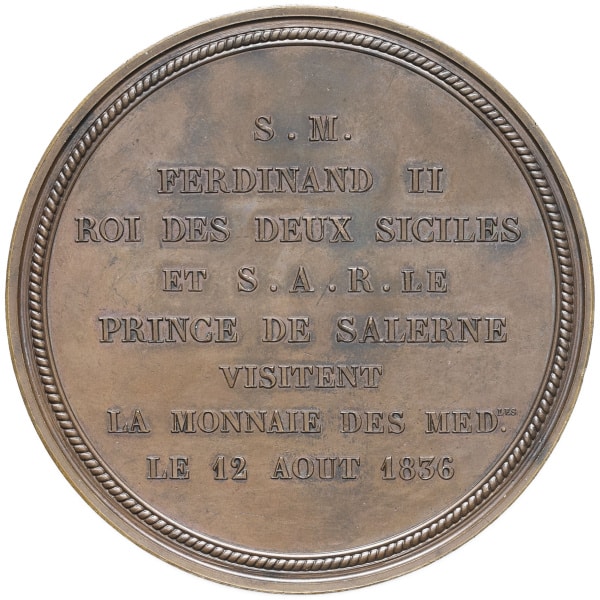 S. M.
FERDINAND II
ROI DES DEUX SICILES
ET S. A. R. LE
PRINCE DE SALERNE
VISITENT
LA MONNAIE DES MED.LES
LE 12 AOUT 1836